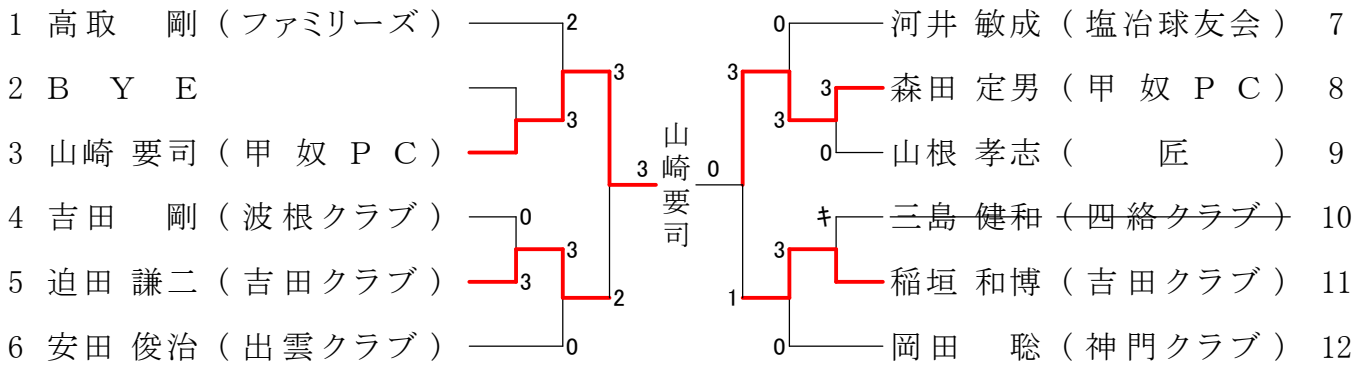 1 高取 剛 (ファミリーズ) 2
2 B Y E
3 山崎 要司 (甲奴PC) 3
3
4 吉田 剛 (波根クラブ) 0
5 迫田 謙二 (吉田クラブ) 3
3
2
6 安田 俊治 (出雲クラブ) 0
3 山崎要司 0
0 河井 敏成 (塩冶球友会) 7
3
3 森田 定男 (甲奴PC) 8
3
0 山根 孝志 (匠) 9
キ 三島 健和 (四絡クラブ) 10
3
稲垣 和博 (吉田クラブ) 11
1
0 岡田 聡 (神門クラブ) 12